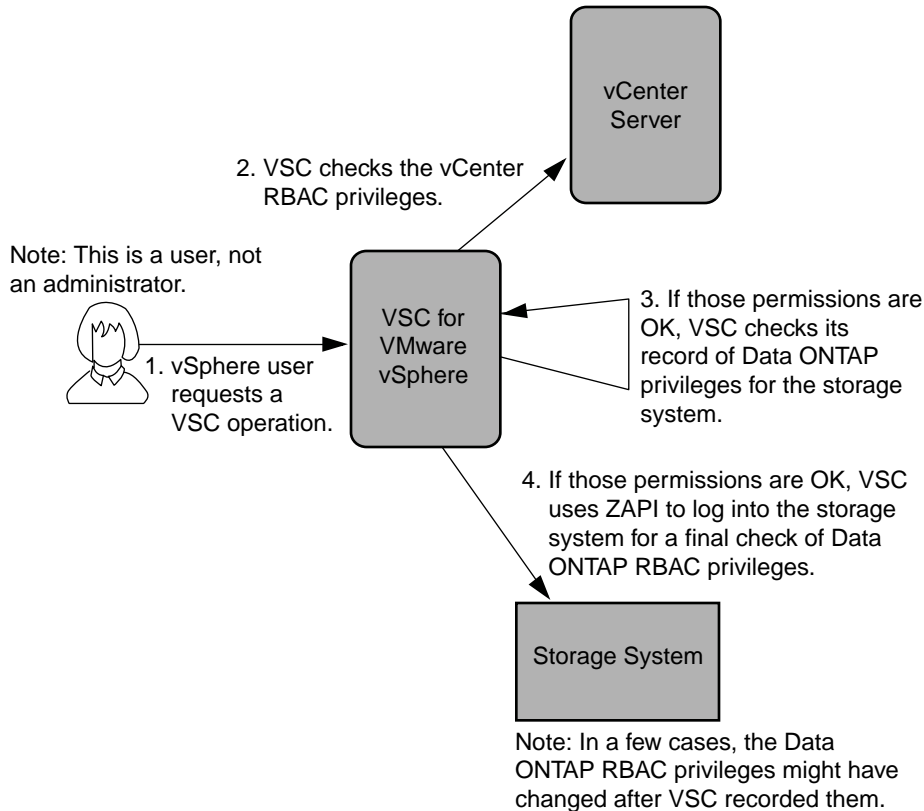 vCenter
Server
2. VSC checks the vCenter
RBAC privileges.
Note: This is a user, not
an administrator.
VSC for
VMware
vSphere
1. vSphere user
requests a
VSC operation.
3. If those permissions are
OK, VSC checks its
record of Data ONTAP
privileges for the storage
system.
4. If those permissions are OK, VSC
uses ZAPI to log into the storage
system for a final check of Data
ONTAP RBAC privileges.
Storage System
Note: In a few cases, the Data
ONTAP RBAC privileges might have
changed after VSC recorded them.